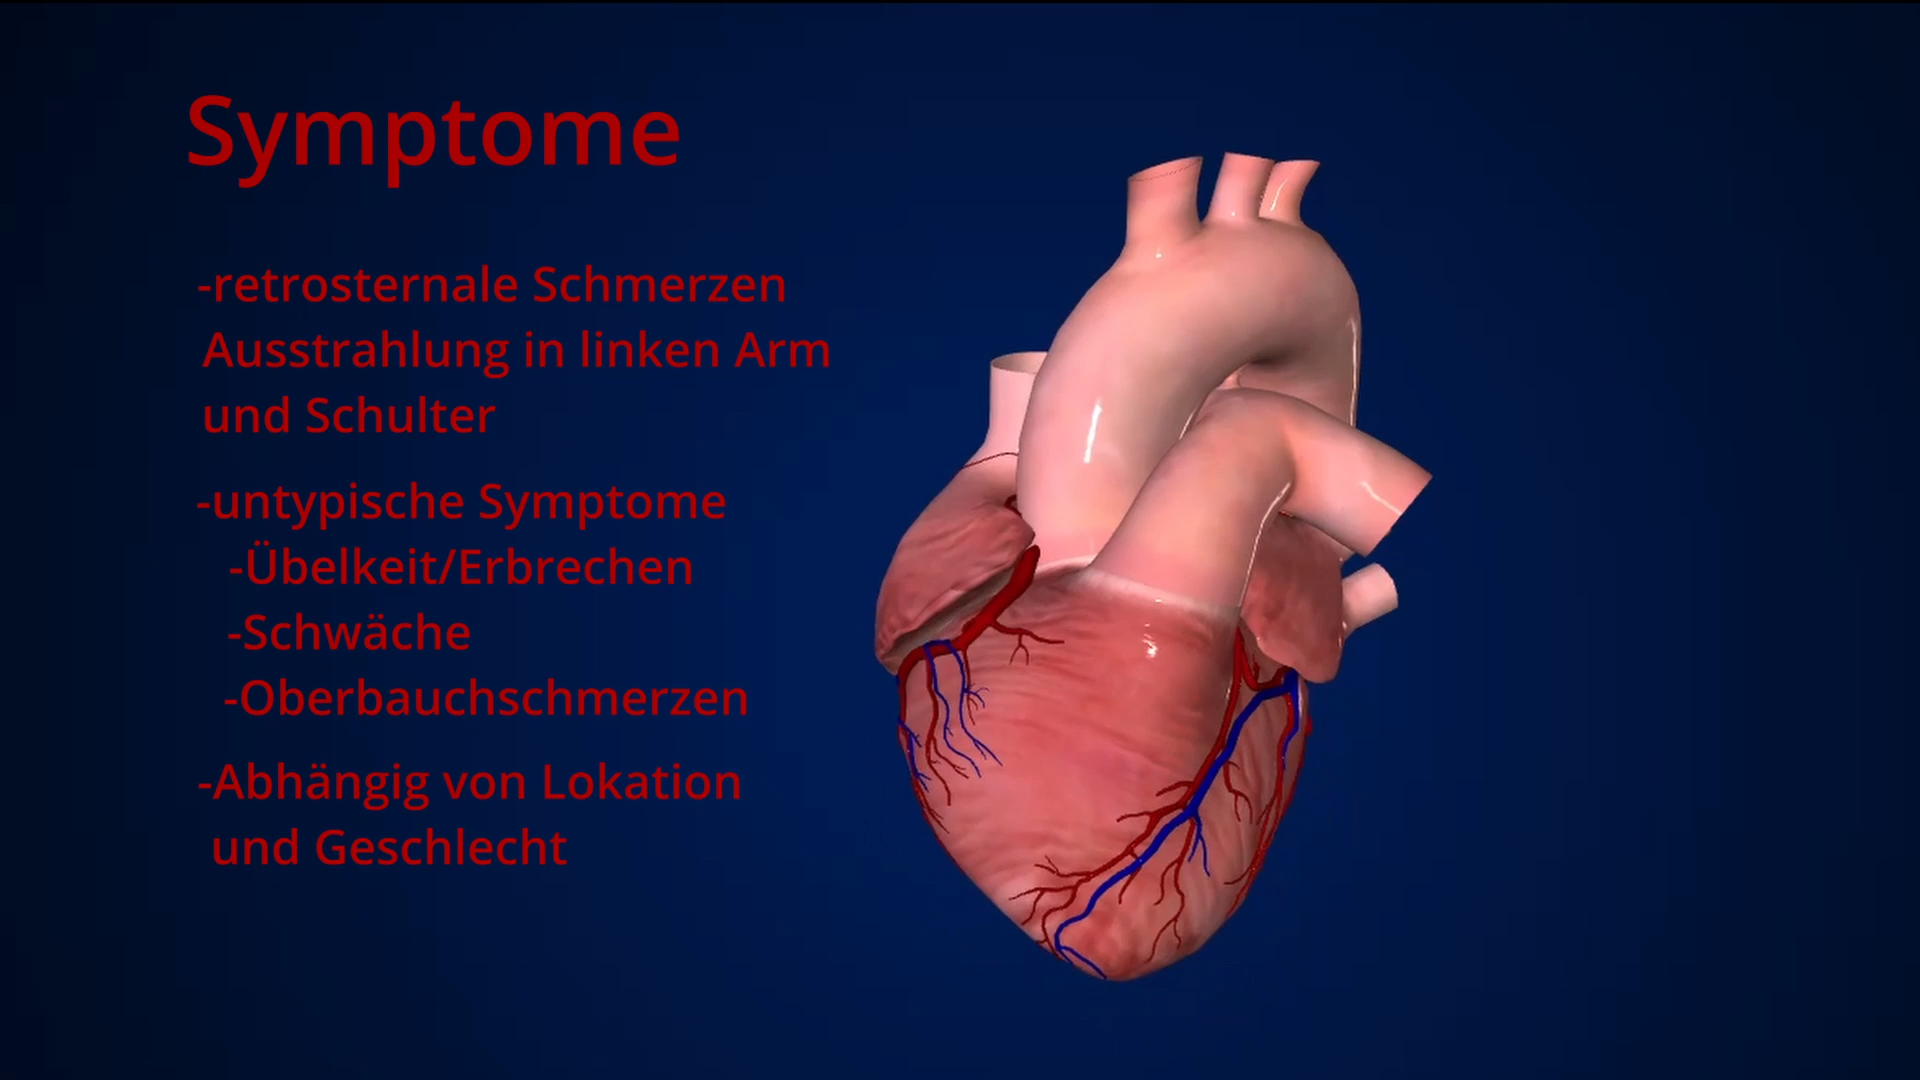 Symptome
-retrosternale Schmerzen
Ausstrahlung in linken Arm
und Schulter
-untypische Symptome
-Übelkeit/Erbrechen
-Schwäche
-Oberbauchschmerzen
-Abhängig von Lokation
und Geschlecht